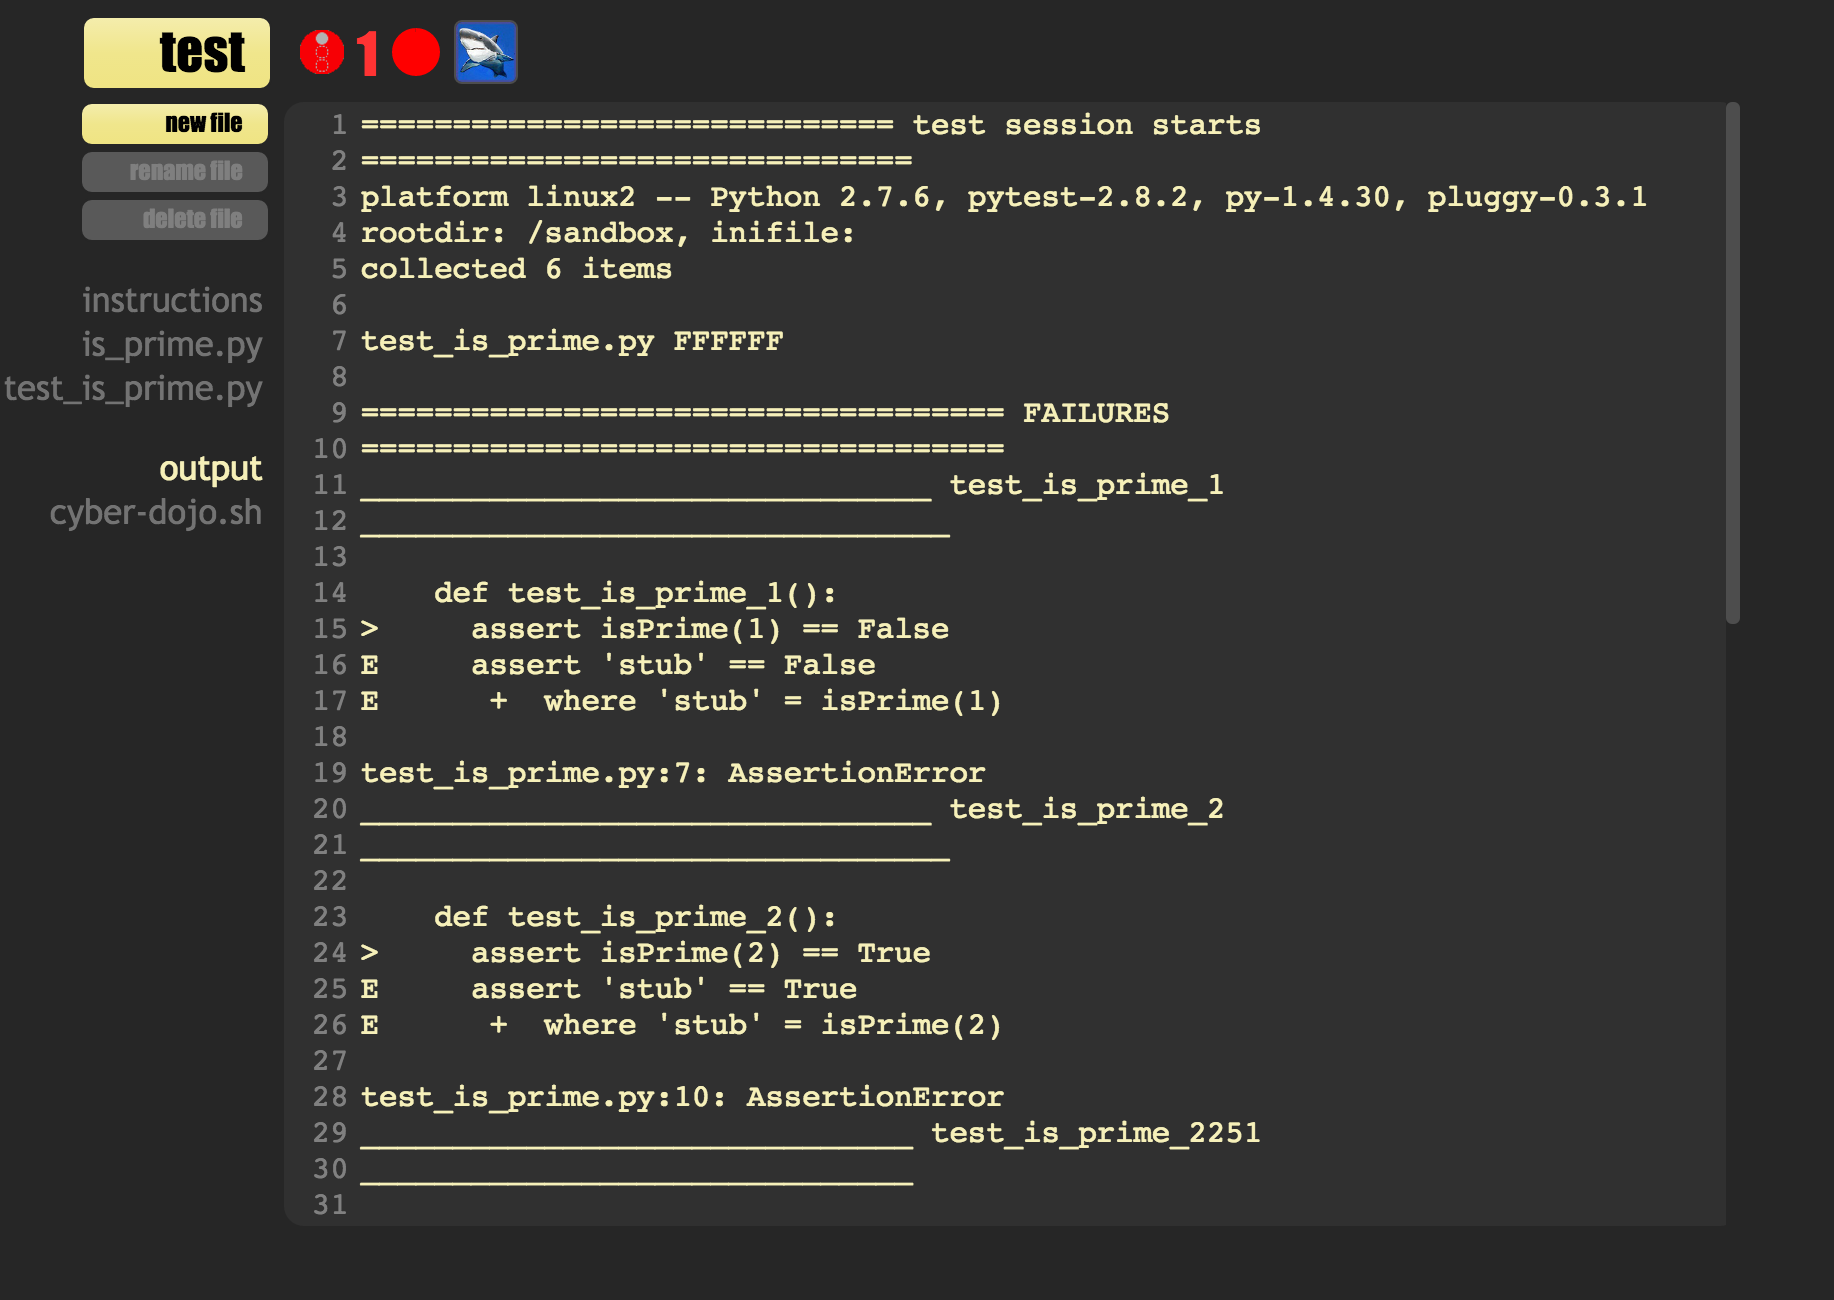 test
1
new file
rename file
delete file
instructions
is_prime.py
test_is_prime.py
output
cyber-dojo.sh
1 ============================= test session starts
2 ==============================
3 platform linux2 -- Python 2.7.6, pytest-2.8.2, py-1.4.30, pluggy-0.3.1
4 rootdir: /sandbox, inifile:
5 collected 6 items
6
7 test_is_prime.py FFFFFF
8
9 =================================== FAILURES
10 ===================================
11 _______________________________ test_is_prime_1
12 ________________________________
13
14     def test_is_prime_1():
15 >     assert isPrime(1) == False
16 E     assert 'stub' == False
17 E      +  where 'stub' = isPrime(1)
18
19 test_is_prime.py:7: AssertionError
20 _______________________________ test_is_prime_2
21 ________________________________
22
23     def test_is_prime_2():
24 >     assert isPrime(2) == True
25 E     assert 'stub' == True
26 E      +  where 'stub' = isPrime(2)
27
28 test_is_prime.py:10: AssertionError
29 ______________________________ test_is_prime_2251
30 ______________________________
31